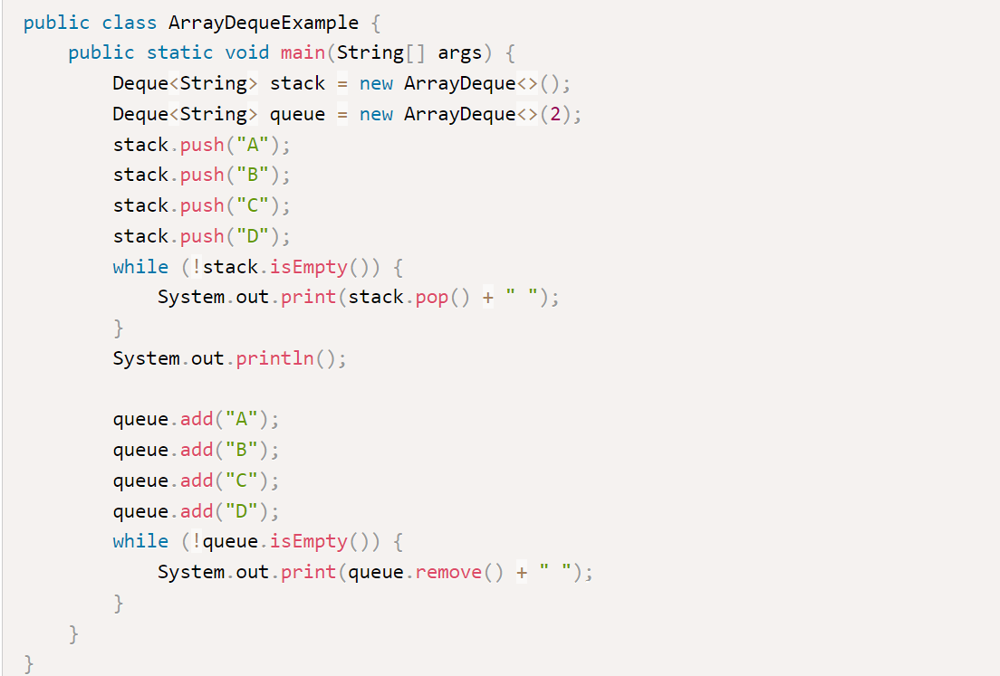 public class ArrayDequeExample {
    public static void main(String[] args) {
        Deque<String> stack = new ArrayDeque<>();
        Deque<String> queue = new ArrayDeque<>(2);
        stack.push("A");
        stack.push("B");
        stack.push("C");
        stack.push("D");
        while (!stack.isEmpty()) {
            System.out.print(stack.pop() + " ");
        }
        System.out.println();

        queue.add("A");
        queue.add("B");
        queue.add("C");
        queue.add("D");
        while (!queue.isEmpty()) {
            System.out.print(queue.remove() + " ");
        }
    }
}